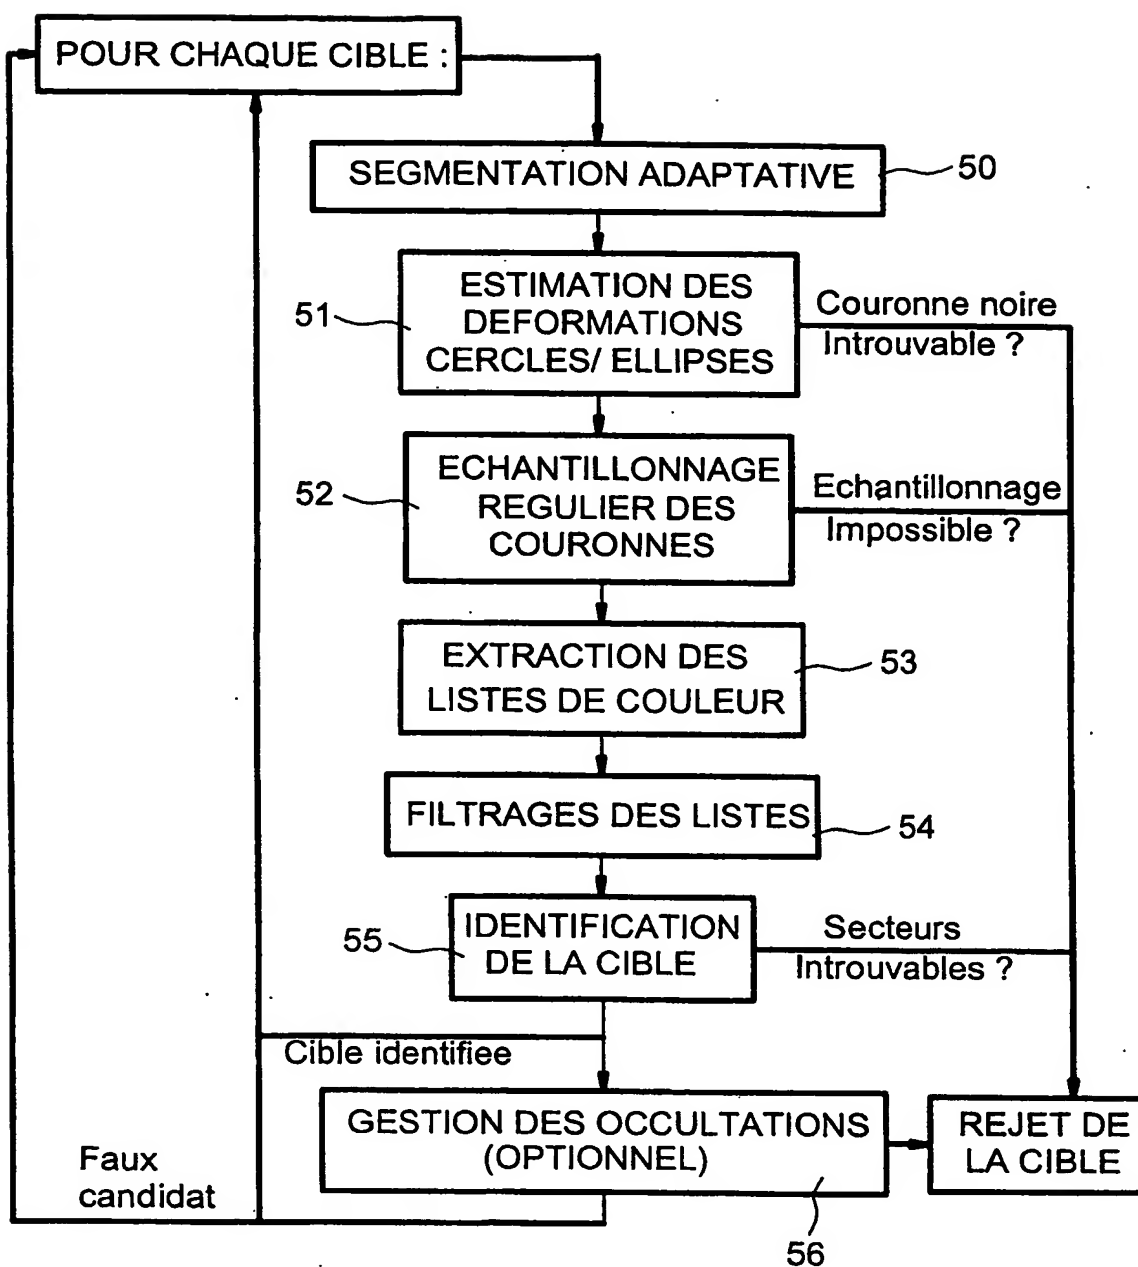 POUR CHAQUE CIBLE :
SEGMENTATION ADAPTATIVE
50
ESTIMATION DES
DEFORMATIONS
CERCLES/ ELLIPSES
51
Couronne noire
Introuvable ?
ECHANTILLONNAGE
REGULIER DES
COURONNES
52
Echantillonnage
Impossible ?
EXTRACTION DES
LISTES DE COULEUR
53
FILTRAGES DES LISTES
54
IDENTIFICATION
DE LA CIBLE
55
Secteurs
Introuvables ?
Cible identifiee
GESTION DES OCCULTATIONS
(OPTIONNEL)
56
REJET DE
LA CIBLE
Faux
candidat